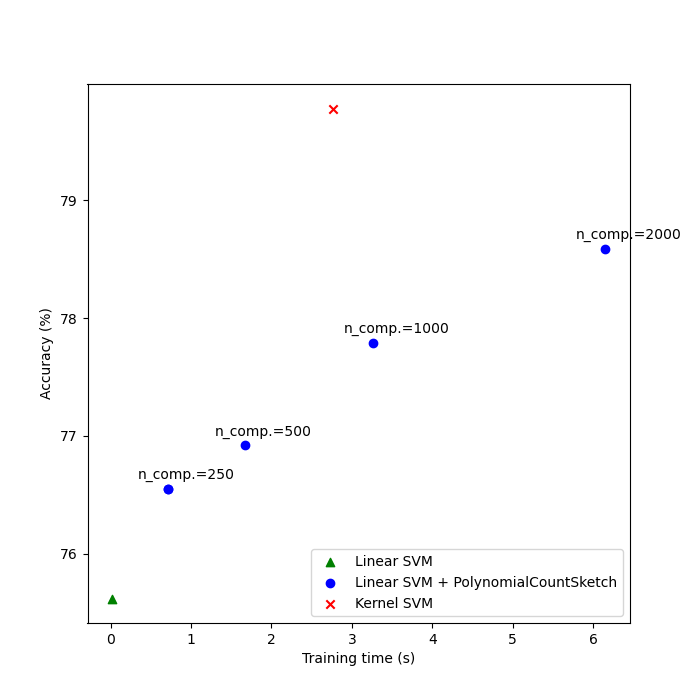 79
78
77
76
Accuracy (%)
n_comp.=2000
n_comp.=1000
n_comp.=500
n_comp.=250
Linear SVM
Linear SVM + PolynomialCountSketch
Kernel SVM
0 1 2 3 4 5 6
Training time (s)